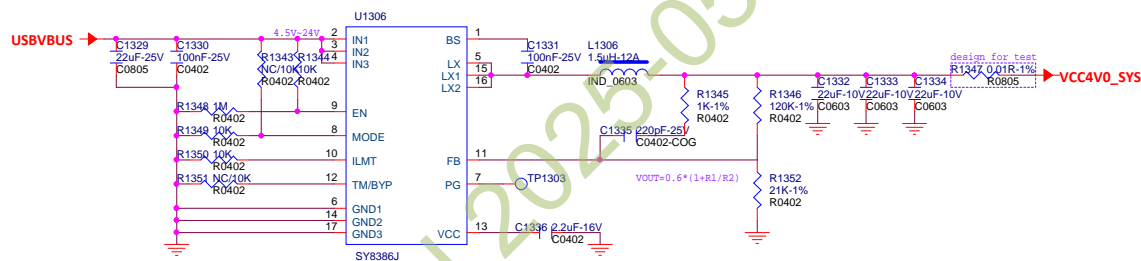 U1306
USBVBUS
4.5V~24V
C1329
22uF-25V
C0805
C1330
100nF-25V
C0402
R1343
NC/10K
R0402
R1344
10K
R0402
2
3
4
IN1
IN2
IN3
BS
1
LX
LX1
LX2
5
15
16
C1331
100nF-25V
C0402
L1306
1.5uH-12A
IND_0603
design for test
R1347 0.01R-1%
R0805
VCC4V0_SYS
R1345
1K-1%
R0402
R1346
120K-1%
R0402
C1332
22uF-10V
C0603
C1333
22uF-10V
C0603
C1334
22uF-10V
C0603
R1348 1M
R0402
9
EN
R1349 10K
R0402
8
MODE
R1350 10K
R0402
10
ILMT
R1351 NC/10K
R0402
12
TM/BYP
C1335 220pF-25V
C0402-COG
FB
11
VOUT=0.6*(1+R1/R2)
PG
7
TP1303
R1352
21K-1%
R0402
6
14
17
GND1
GND2
GND3
VCC
13
C1336 2.2uF-16V
C0402
SY8386J
2025-05